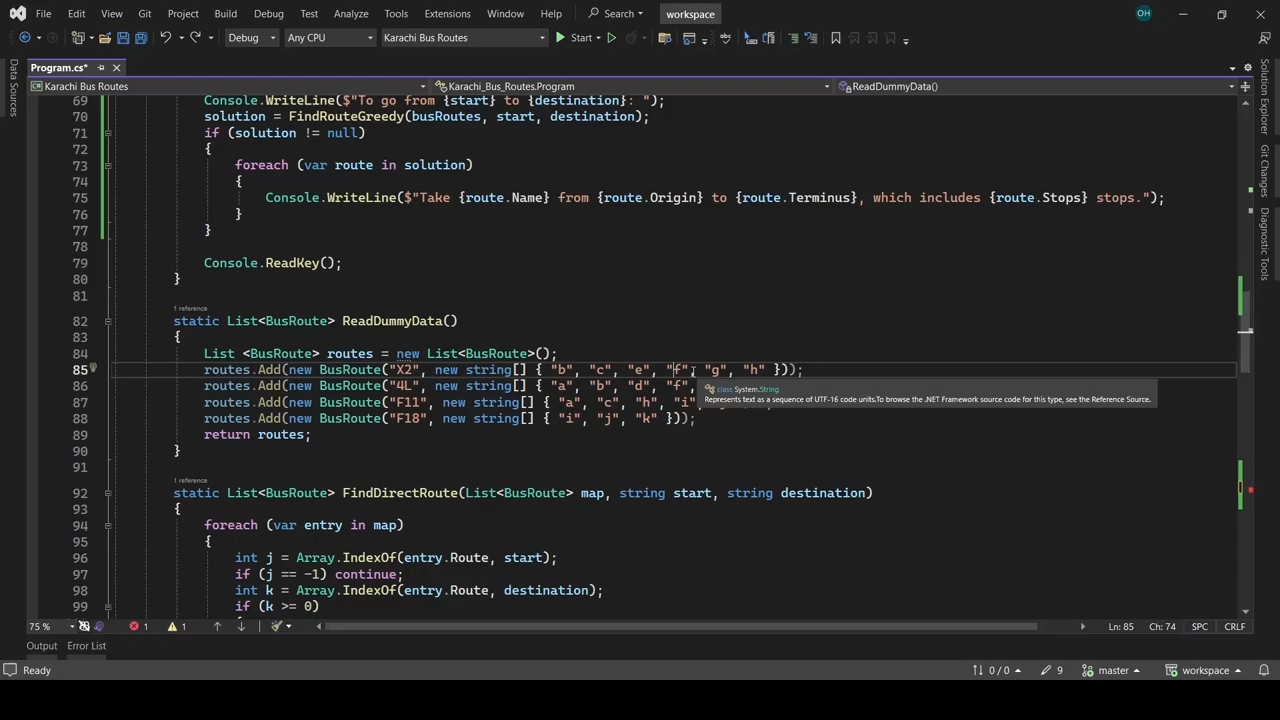 File Edit View Git Project Build Debug Test Analyze Tools Extensions Window Help Search workspace OH
Debug Any CPU Karachi Bus Routes Start
Program.cs*
Karachi Bus Routes Karachi_Bus_Routes.Program ReadDummyData()
69 Console.WriteLine($"To go from {start} to {destination}: ");
70 solution = FindRouteGreedy(busRoutes, start, destination);
71 if (solution != null)
72 {
73 foreach (var route in solution)
74 {
75 Console.WriteLine($"Take {route.Name} from {route.Origin} to {route.Terminus}, which includes {route.Stops} stops.");
76 }
77 }
78
79 Console.ReadKey();
80 }
81
1 reference
82 static List<BusRoute> ReadDummyData()
83 {
84 List <BusRoute> routes = new List<BusRoute>();
85 routes.Add(new BusRoute("X2", new string[] { "b", "c", "e", "f", "g", "h" }));
86 routes.Add(new BusRoute("4L", new string[] { "a", "b", "d", "f",
class System.String
Represents text as a sequence of UTF-16 code units.To browse the .NET Framework source code for this type, see the Reference Source.
87 routes.Add(new BusRoute("F11", new string[] { "a", "c", "h", "i",
88 routes.Add(new BusRoute("F18", new string[] { "i", "j", "k" }));
89 return routes;
90 }
91
1 reference
92 static List<BusRoute> FindDirectRoute(List<BusRoute> map, string start, string destination)
93 {
94 foreach (var entry in map)
95 {
96 int j = Array.IndexOf(entry.Route, start);
97 if (j == -1) continue;
98 int k = Array.IndexOf(entry.Route, destination);
99 if (k >= 0)
75 % 1 1 Ln: 85 Ch: 74 SPC CRLF
Output Error List
Ready 0 / 0 9 master workspace
Data Sources
Solution Explorer
Git Changes
Diagnostic Tools